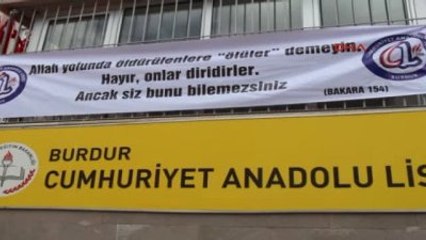 Allah yolunda öldürülenlere "ölüler" demeyin.
Hayır, onlar diridirler.
Ancak siz bunu bilemezsiniz
(BAKARA 154)
BURDUR
CUMHURİYET ANADOLU LİS